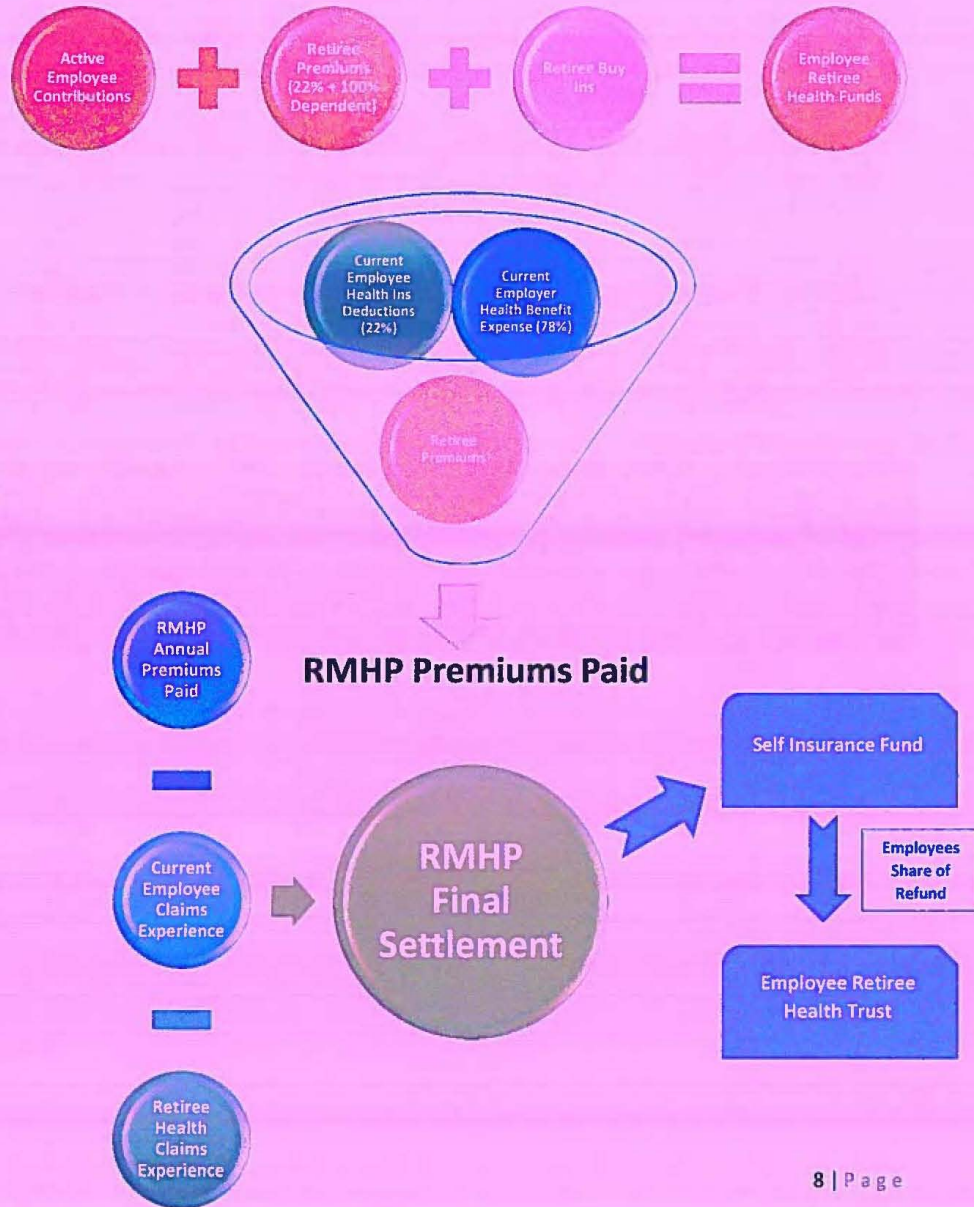 Active
Employee
Contributions
Retiree
Premiums
(22% + 100%
Dependent)
Retiree Buy
Ins
Employee
Retiree
Health Funds
Current
Employee
Health Ins
Deductions
(22%)
Current
Employer
Health Benefit
Expense (78%)
Retiree
Premiums
RMHP Premiums Paid
RMHP
Annual
Premiums
Paid
Current
Employee
Claims
Experience
Retiree
Health
Claims
Experience
RMHP
Final
Settlement
Self Insurance Fund
Employees
Share of
Refund
Employee Retiree
Health Trust
8 | Page